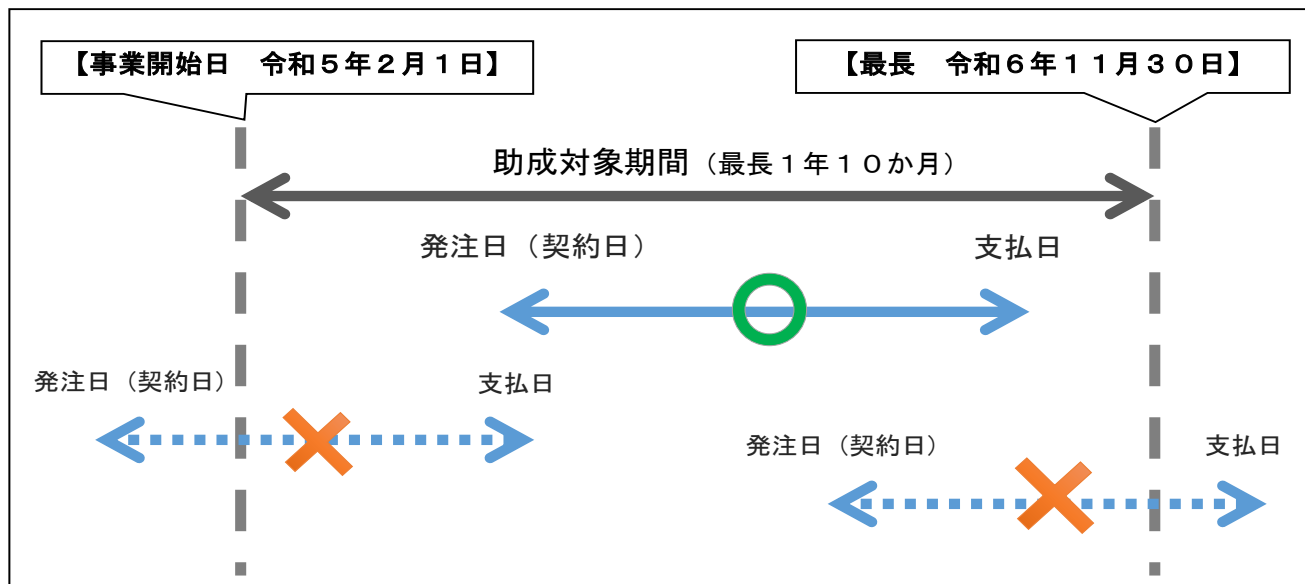 【事業開始日　令和５年２月１日】
【最長　令和６年１１月３０日】
助成対象期間（最長１年１０か月）
発注日（契約日）
支払日
発注日（契約日）
支払日
発注日（契約日）
支払日